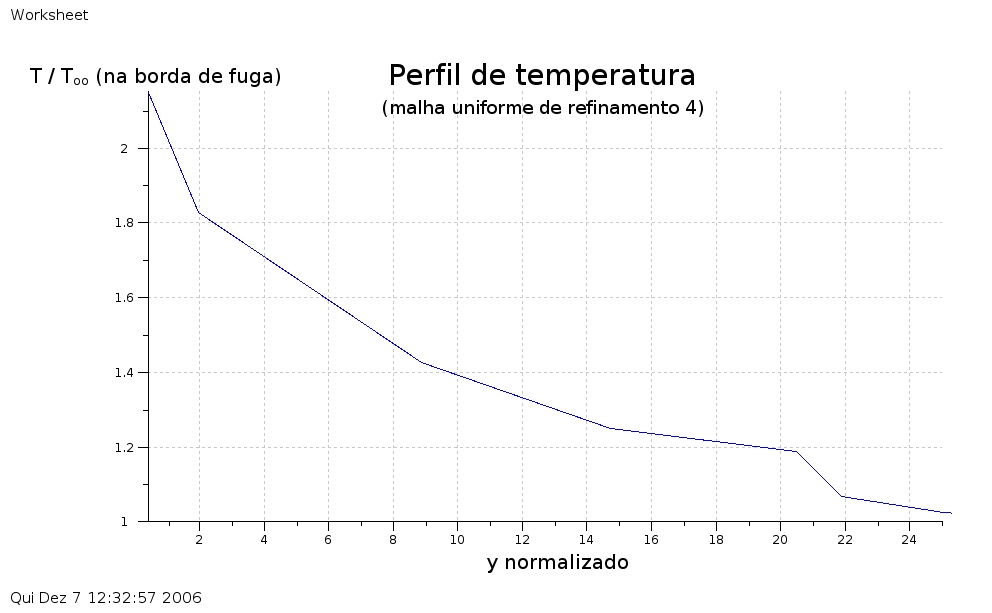 Worksheet
T / T∞ (na borda de fuga)
Perfil de temperatura
(malha uniforme de refinamento 4)
2
1.8
1.6
1.4
1.2
1
2 4 6 8 10 12 14 16 18 20 22 24
y normalizado
Qui Dez 7 12:32:57 2006